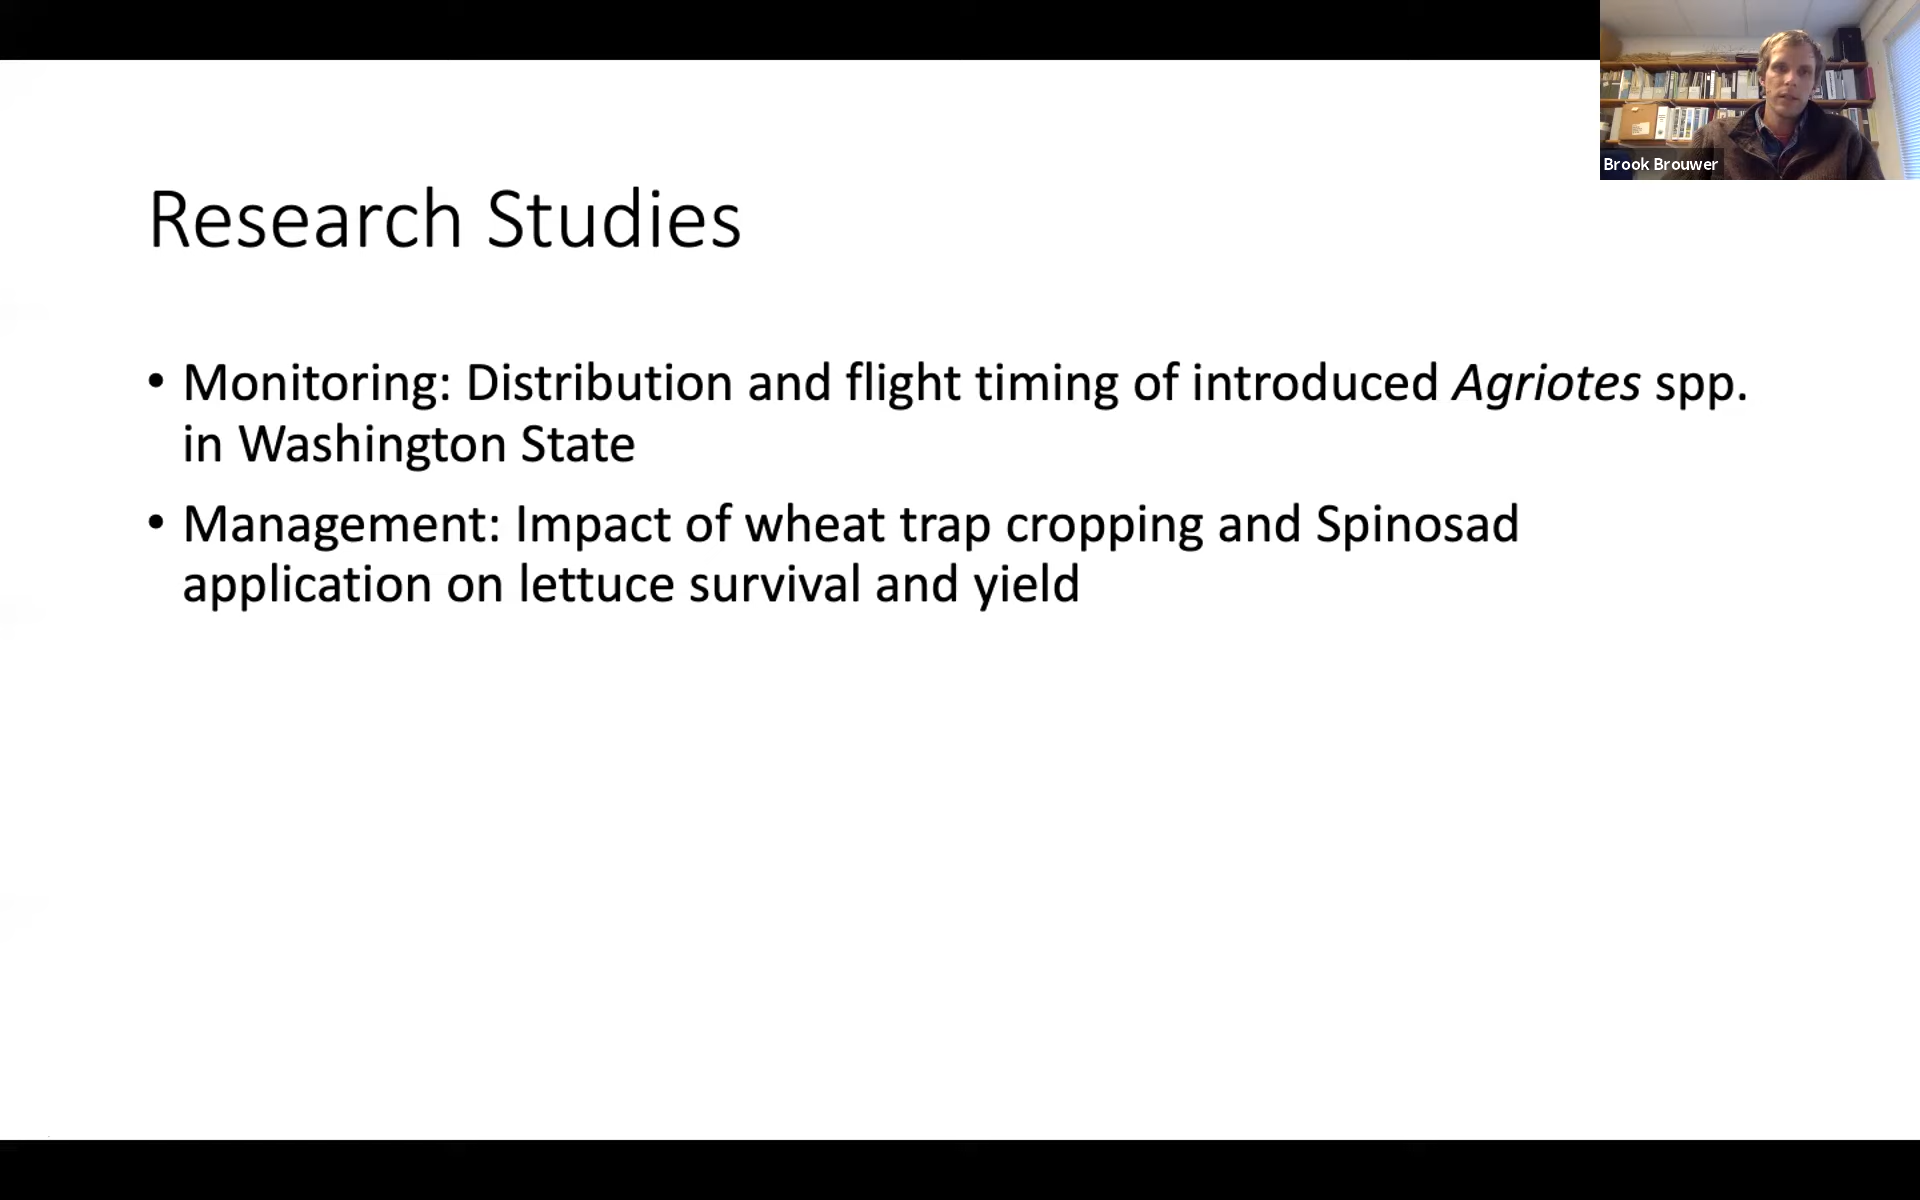 Brook Brouwer
Research Studies
• Monitoring: Distribution and flight timing of introduced Agriotes spp.
in Washington State
• Management: Impact of wheat trap cropping and Spinosad
application on lettuce survival and yield